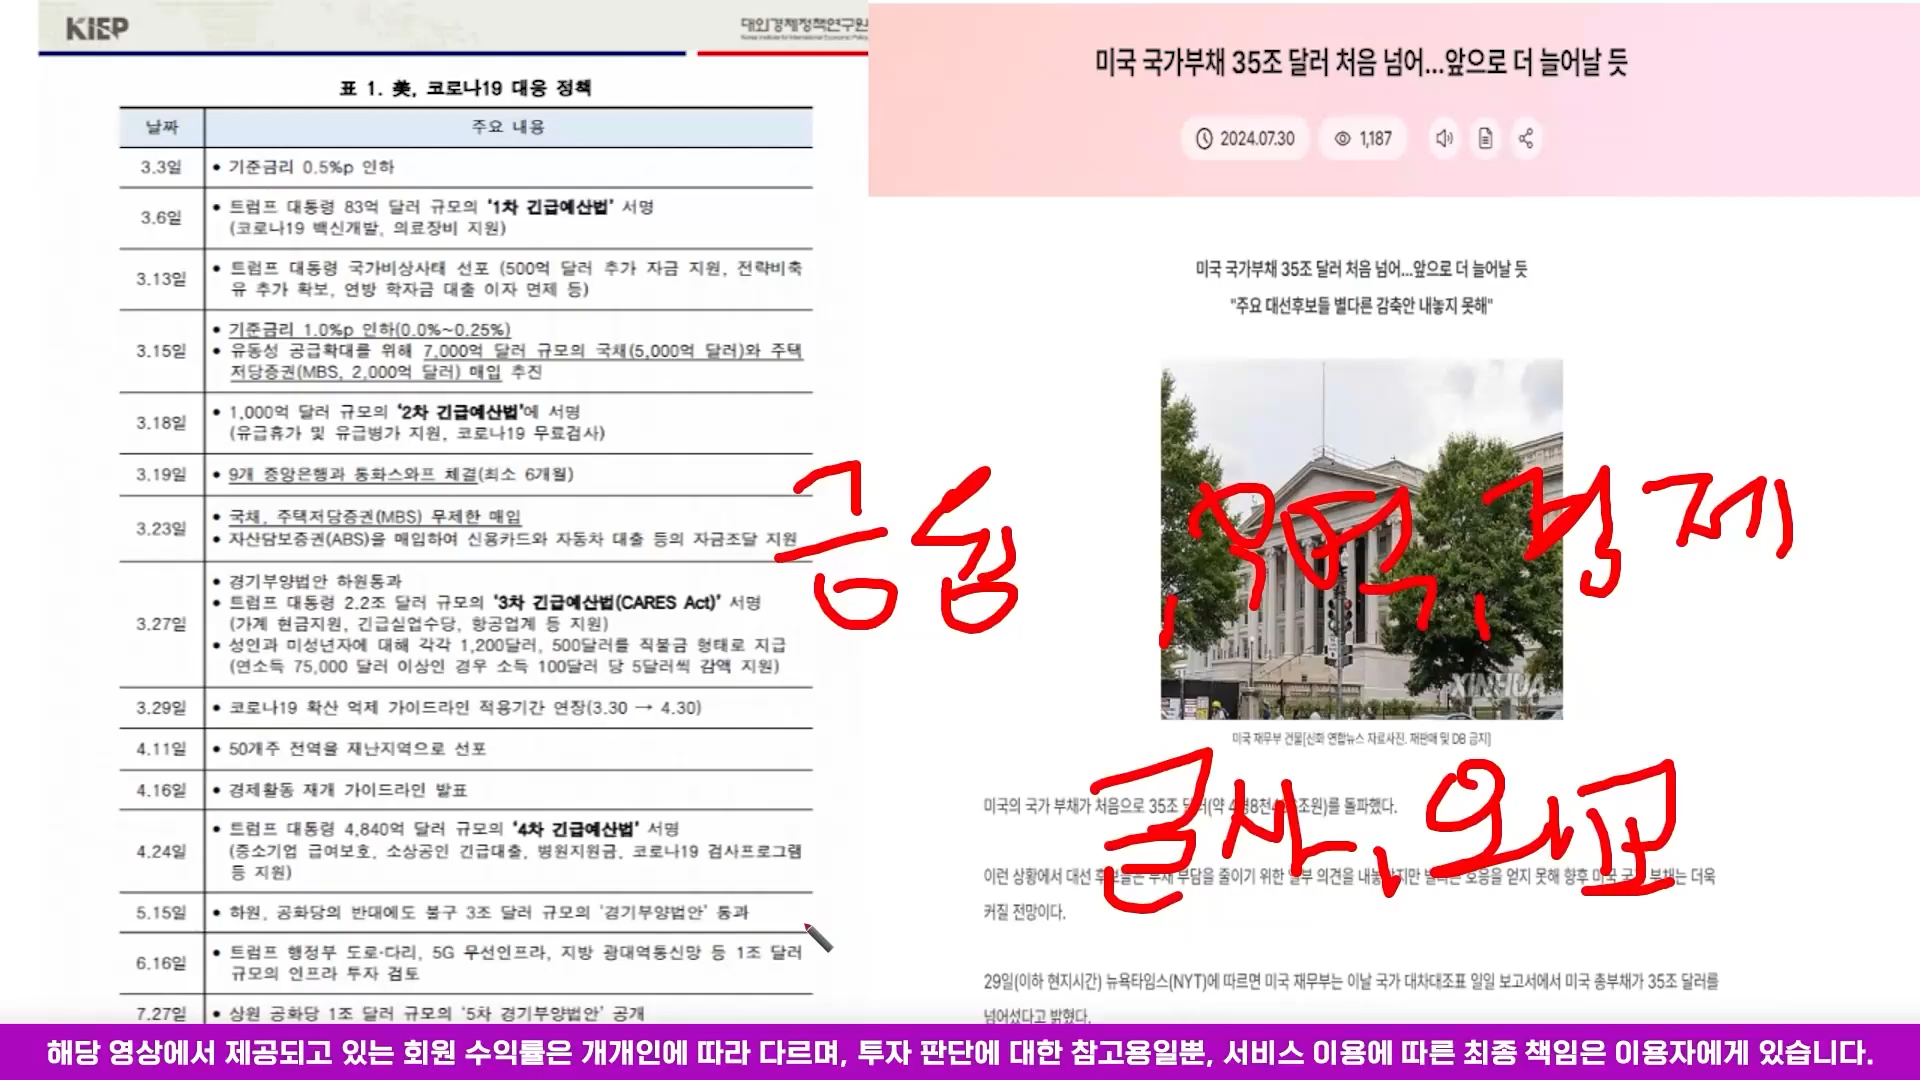 KIEP
대외경제정책연구원
표 1. 美, 코로나19 대응 정책
날짜 주요 내용
3.3일 • 기준금리 0.5%p 인하
3.6일 • 트럼프 대통령 83억 달러 규모의 '1차 긴급예산법' 서명
(코로나19 백신개발, 의료장비 지원)
3.13일 • 트럼프 대통령 국가비상사태 선포 (500억 달러 추가 자금 지원, 전략비축
유 추가 확보, 연방 학자금 대출 이자 면제 등)
3.15일 • 기준금리 1.0%p 인하(0.0%~0.25%)
• 유동성 공급확대를 위해 7,000억 달러 규모의 국채(5,000억 달러)와 주택
저당증권(MBS, 2,000억 달러) 매입 추진
3.18일 • 1,000억 달러 규모의 '2차 긴급예산법'에 서명
(유급휴가 및 유급병가 지원, 코로나19 무료검사)
3.19일 • 9개 중앙은행과 통화스와프 체결(최소 6개월)
3.23일 • 국채, 주택저당증권(MBS) 무제한 매입
• 자산담보증권(ABS)을 매입하여 신용카드와 자동차 대출 등의 자금조달 지원
3.27일 • 경기부양법안 하원통과
• 트럼프 대통령 2.2조 달러 규모의 '3차 긴급예산법(CARES Act)' 서명
(가계 현금지원, 긴급실업수당, 항공업계 등 지원)
• 성인과 미성년자에 대해 각각 1,200달러, 500달러를 직불금 형태로 지급
(연소득 75,000 달러 이상인 경우 소득 100달러 당 5달러씩 감액 지원)
3.29일 • 코로나19 확산 억제 가이드라인 적용기간 연장(3.30 → 4.30)
4.11일 • 50개주 전역을 재난지역으로 선포
4.16일 • 경제활동 재개 가이드라인 발표
4.24일 • 트럼프 대통령 4,840억 달러 규모의 '4차 긴급예산법' 서명
(중소기업 급여보호, 소상공인 긴급대출, 병원지원금, 코로나19 검사프로그램
등 지원)
5.15일 • 하원, 공화당의 반대에도 불구 3조 달러 규모의 '경기부양법안' 통과
6.16일 • 트럼프 행정부 도로·다리, 5G 무선인프라, 지방 광대역통신망 등 1조 달러
규모의 인프라 투자 검토
7.27일 • 상원 공화당 1조 달러 규모의 '5차 경기부양법안' 공개
미국 국가부채 35조 달러 처음 넘어...앞으로 더 늘어날 듯
2024.07.30 1,187
미국 국가부채 35조 달러 처음 넘어...앞으로 더 늘어날 듯
"주요 대선후보들 별다른 감축안 내놓지 못해"
XINHUA
미국 재무부 건물[신화 연합뉴스 자료사진. 재판매 및 DB 금지]
금융, 무역, 경제
군사, 외교
미국의 국가 부채가 처음으로 35조 조원)를 돌파했다.
이런 상황에서 대선 부담을 줄이기 위한 의견을 호응을 얻지 못해 향후 미국 부채는 더욱
커질 전망이다.
29일(이하 현지시간) 뉴욕타임스(NYT)에 따르면 미국 재무부는 이날 국가 대차대조표 일일 보고서에서 미국 총부채가 35조 달러를
넘어섰다고 밝혔다.
해당 영상에서 제공되고 있는 회원 수익률은 개개인에 따라 다르며, 투자 판단에 대한 참고용일뿐, 서비스 이용에 따른 최종 책임은 이용자에게 있습니다.